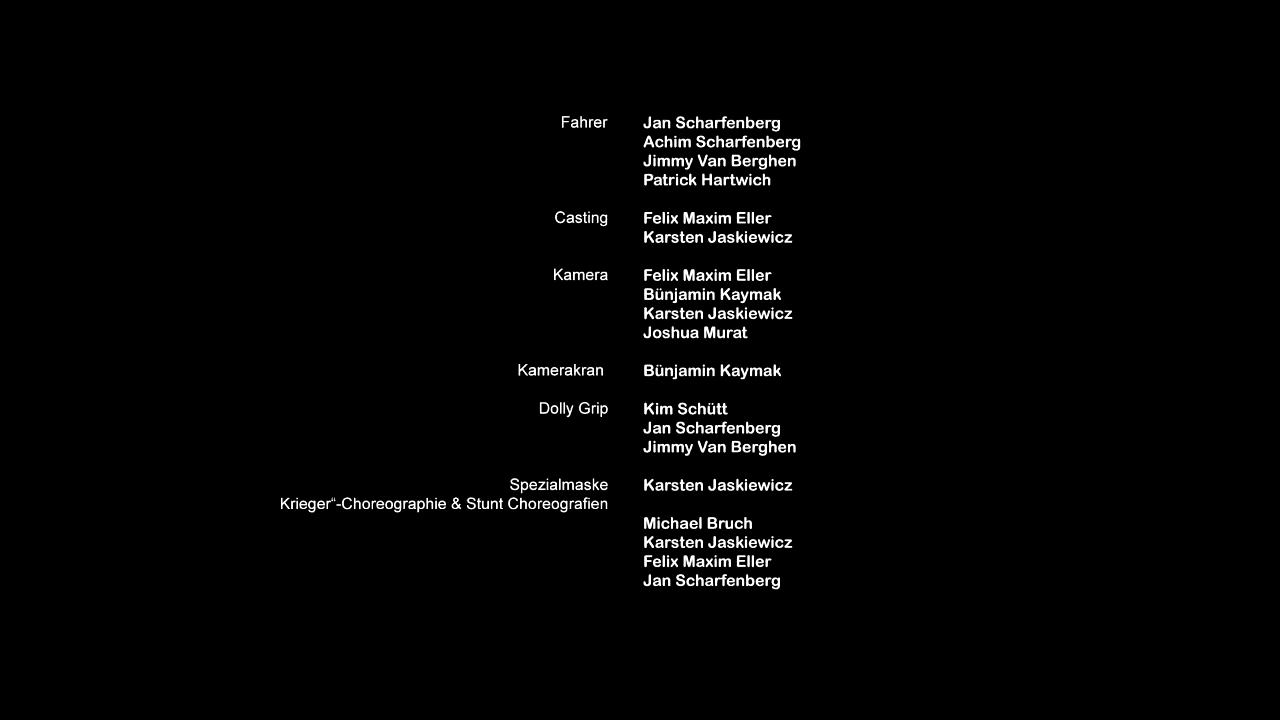 Fahrer Jan Scharfenberg
Achim Scharfenberg
Jimmy Van Berghen
Patrick Hartwich
Casting Felix Maxim Eller
Karsten Jaskiewicz
Kamera Felix Maxim Eller
Bünjamin Kaymak
Karsten Jaskiewicz
Joshua Murat
Kamerakran Bünjamin Kaymak
Dolly Grip Kim Schütt
Jan Scharfenberg
Jimmy Van Berghen
Spezialmaske Karsten Jaskiewicz
Krieger“-Choreographie & Stunt Choreografien
Michael Bruch
Karsten Jaskiewicz
Felix Maxim Eller
Jan Scharfenberg